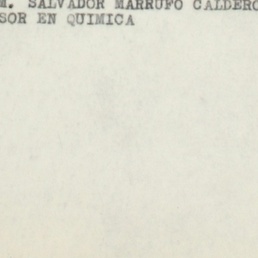 M. SALVADOR MARRUFO CALDERO
SOR EN QUIMICA